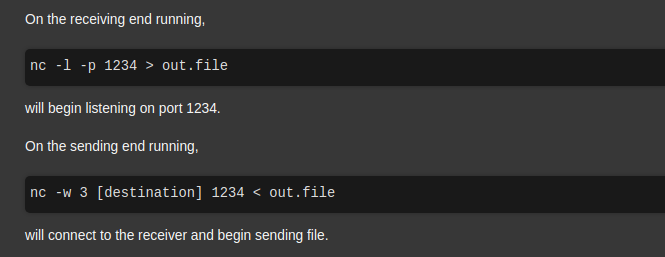 On the receiving end running,
nc -l -p 1234 > out.file
will begin listening on port 1234.
On the sending end running,
nc -w 3 [destination] 1234 < out.file
will connect to the receiver and begin sending file.